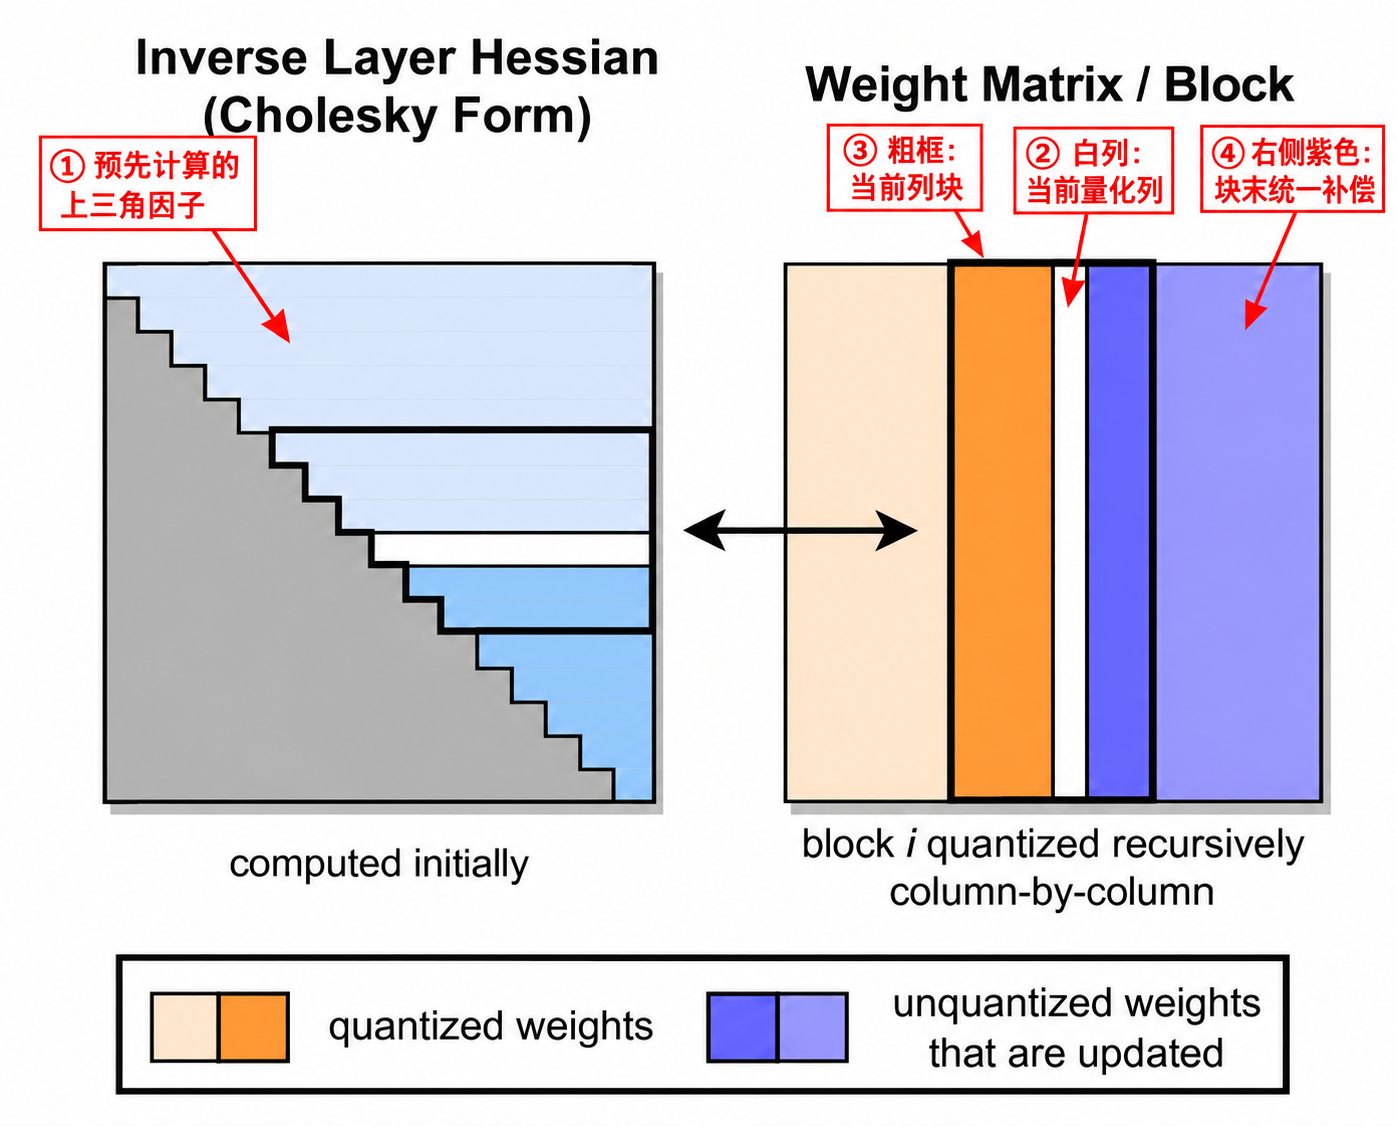 Inverse Layer Hessian
(Cholesky Form)
Weight Matrix / Block
① 预先计算的
上三角因子
③ 粗框：
当前列块
② 白列：
当前量化列
④ 右侧紫色：
块末统一补偿
computed initially
block i quantized recursively
column-by-column
quantized weights
unquantized weights
that are updated